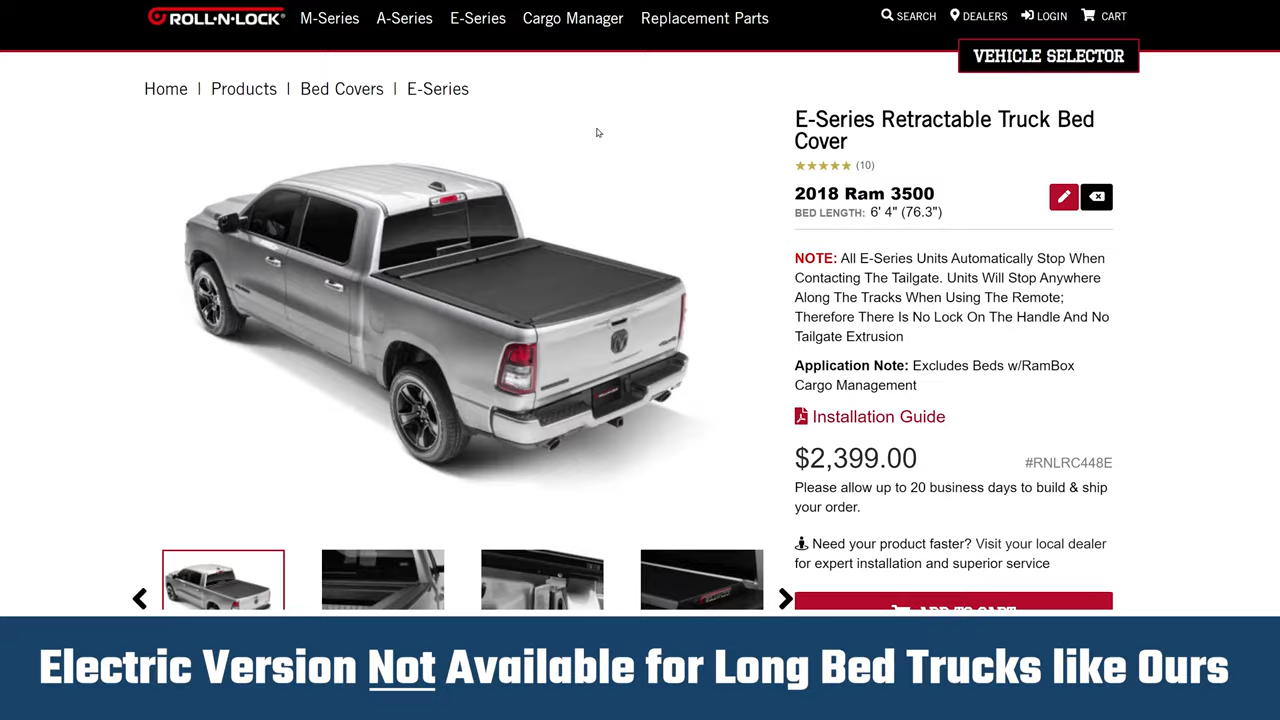 ROLL-N-LOCK®
M-Series A-Series E-Series Cargo Manager Replacement Parts
SEARCH DEALERS LOGIN CART
VEHICLE SELECTOR
Home | Products | Bed Covers | E-Series
E-Series Retractable Truck Bed
Cover
(10)
2018 Ram 3500
BED LENGTH: 6' 4" (76.3")
NOTE: All E-Series Units Automatically Stop When
Contacting The Tailgate. Units Will Stop Anywhere
Along The Tracks When Using The Remote;
Therefore There Is No Lock On The Handle And No
Tailgate Extrusion
Application Note: Excludes Beds w/RamBox
Cargo Management
Installation Guide
$2,399.00 #RNLRC448E
Please allow up to 20 business days to build & ship
your order.
Need your product faster? Visit your local dealer
for expert installation and superior service
ADD TO CART
Electric Version Not Available for Long Bed Trucks like Ours